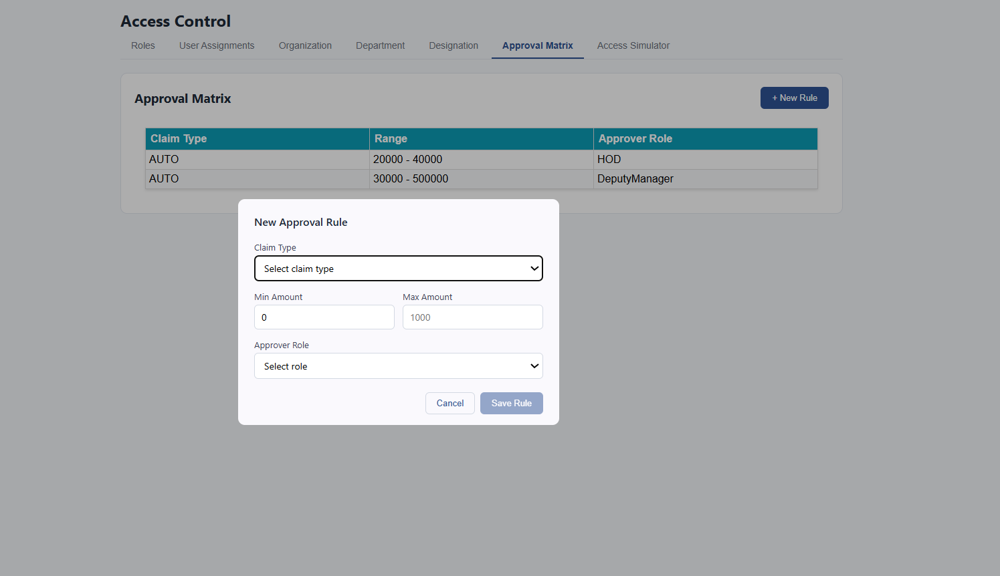 Access Control
Roles User Assignments Organization Department Designation Approval Matrix Access Simulator
Approval Matrix
+ New Rule
Claim Type Range Approver Role
AUTO 20000 - 40000 HOD
AUTO 30000 - 500000 DeputyManager
New Approval Rule
Claim Type
Select claim type
Min Amount Max Amount
0 1000
Approver Role
Select role
Cancel Save Rule